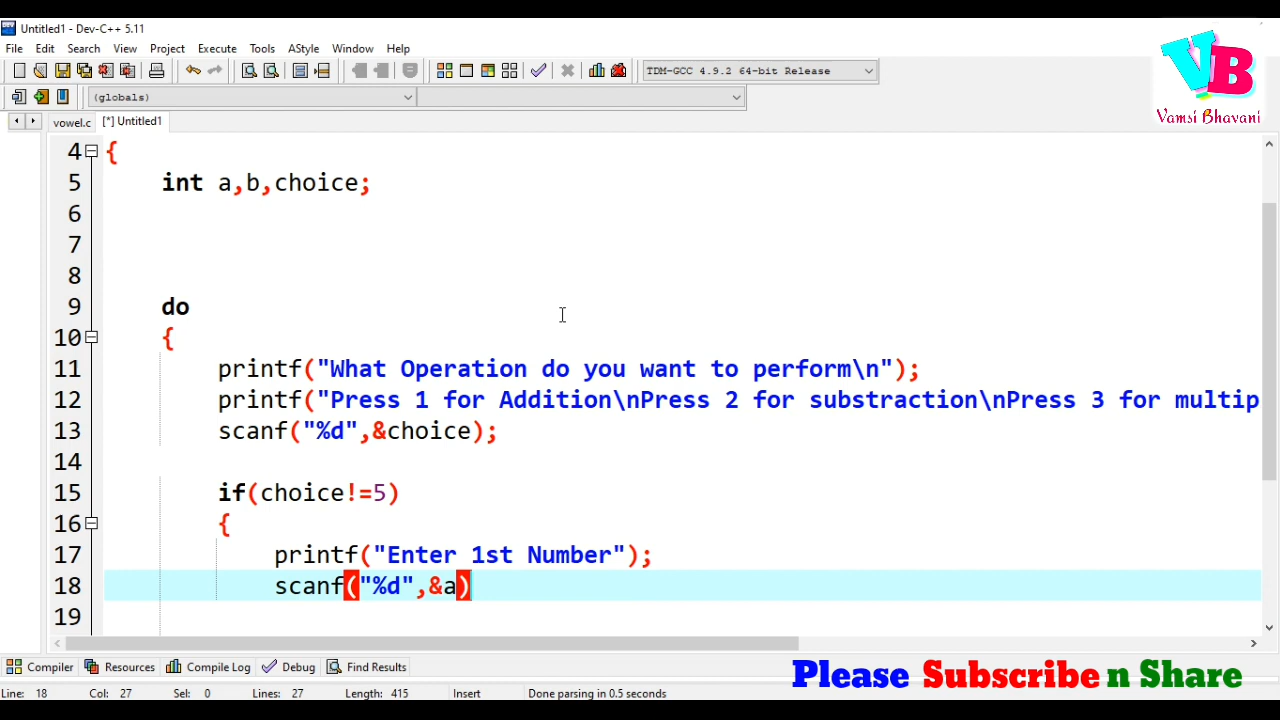 Untitled1 - Dev-C++ 5.11
File Edit Search View Project Execute Tools AStyle Window Help
TDM-GCC 4.9.2 64-bit Release
(globals)
VB
Vamsi Bhavani
vowel.c [*] Untitled1
4 {
5 int a,b,choice;
6
7
8
9 do
10 {
11 printf("What Operation do you want to perform\n");
12 printf("Press 1 for Addition\nPress 2 for substraction\nPress 3 for multip
13 scanf("%d",&choice);
14
15 if(choice!=5)
16 {
17 printf("Enter 1st Number");
18 scanf("%d",&a)
19
Compiler Resources Compile Log Debug Find Results
Please Subscribe n Share
Line: 18 Col: 27 Sel: 0 Lines: 27 Length: 415 Insert Done parsing in 0.5 seconds